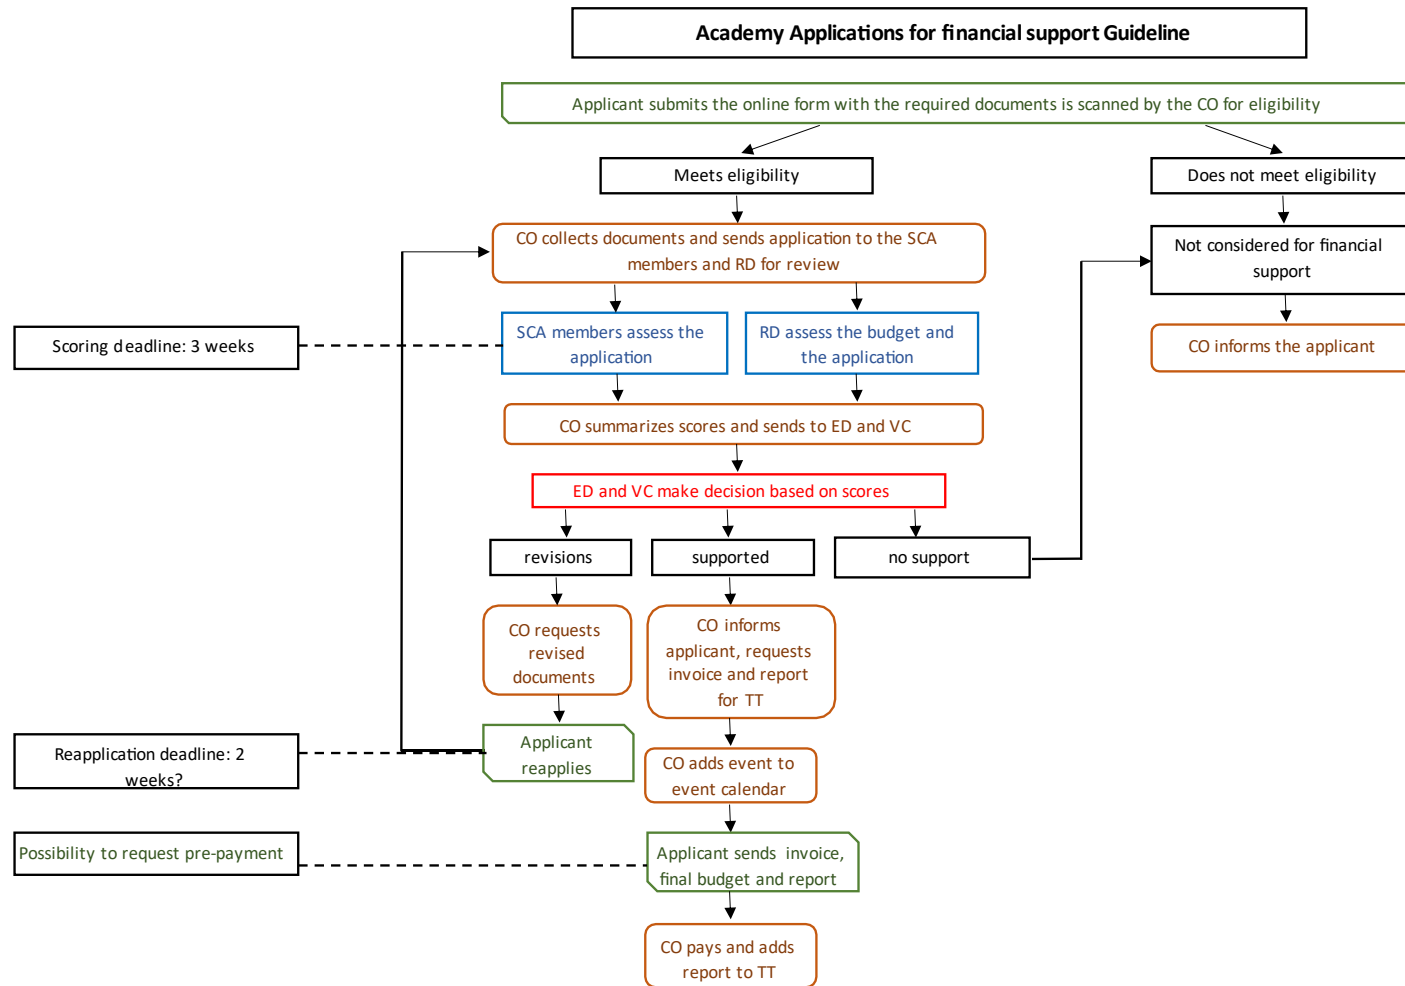 Academy Applications for financial support Guideline
Applicant submits the online form with the required documents is scanned by the CO for eligibility
Meets eligibility
Does not meet eligibility
CO collects documents and sends application to the SCA
members and RD for review
Not considered for financial
support
Scoring deadline: 3 weeks
SCA members assess the
application
RD assess the budget and
the application
CO informs the applicant
CO summarizes scores and sends to ED and VC
ED and VC make decision based on scores
revisions
supported
no support
CO requests
revised
documents
CO informs
applicant, requests
invoice and report
for TT
Reapplication deadline: 2
weeks?
Applicant
reapplies
CO adds event to
event calendar
Possibility to request pre-payment
Applicant sends invoice,
final budget and report
CO pays and adds
report to TT